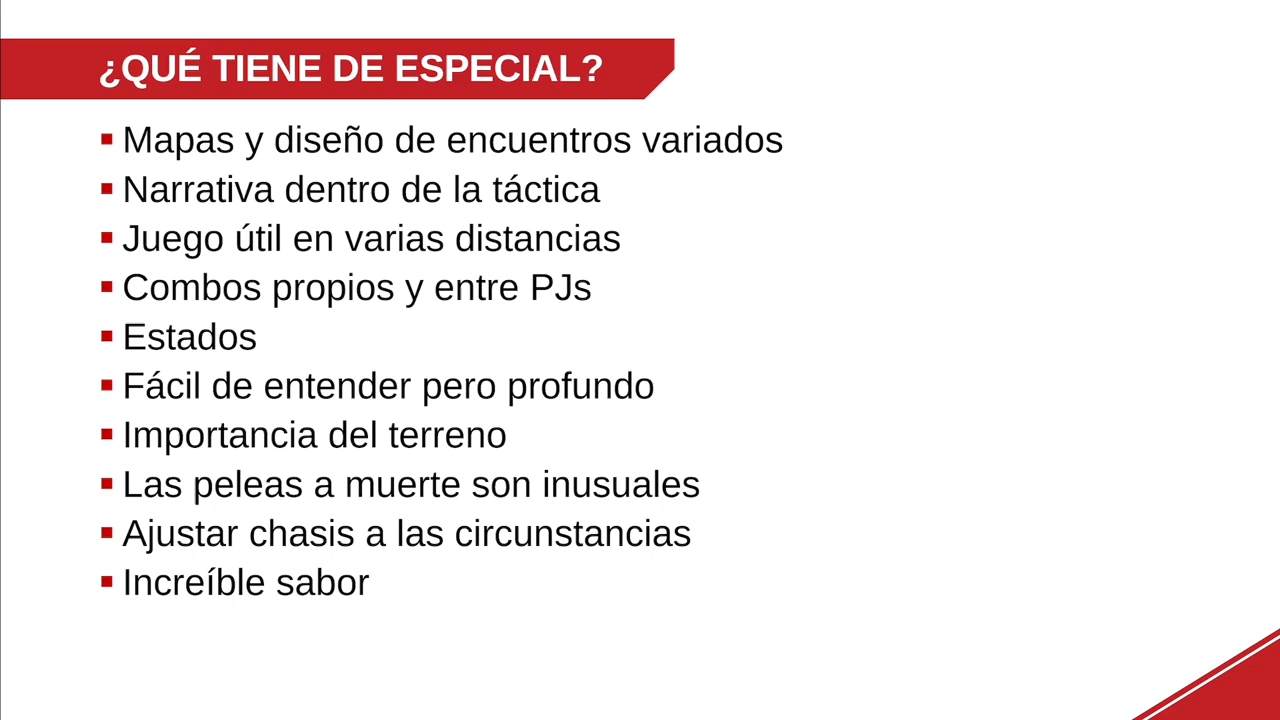 ¿QUÉ TIENE DE ESPECIAL?
Mapas y diseño de encuentros variados
Narrativa dentro de la táctica
Juego útil en varias distancias
Combos propios y entre PJs
Estados
Fácil de entender pero profundo
Importancia del terreno
Las peleas a muerte son inusuales
Ajustar chasis a las circunstancias
Increíble sabor